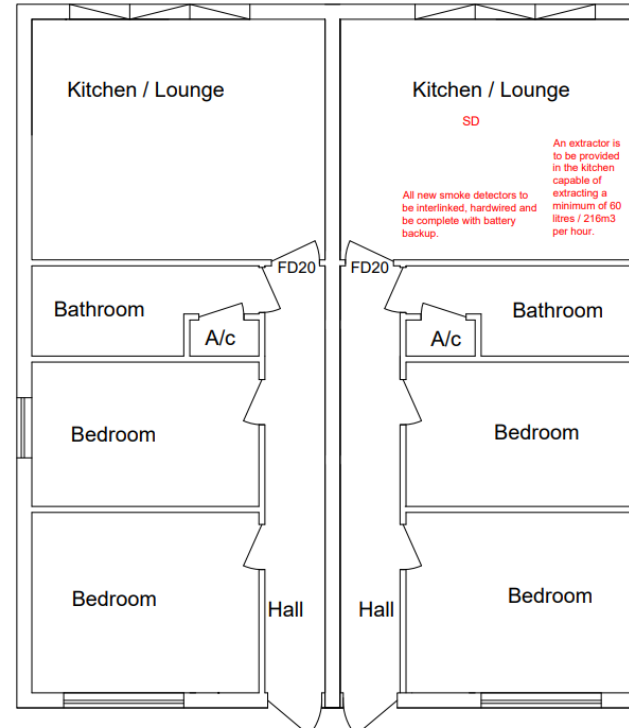 Kitchen / Lounge
Kitchen / Lounge
SD
An extractor is
to be provided
in the kitchen
capable of
extracting a
minimum of 60
litres / 216m3
per hour.
All new smoke detectors to
be interlinked, hardwired and
be complete with battery
backup.
FD20
FD20
Bathroom
Bathroom
A/c
A/c
Bedroom
Bedroom
Bedroom
Bedroom
Hall
Hall